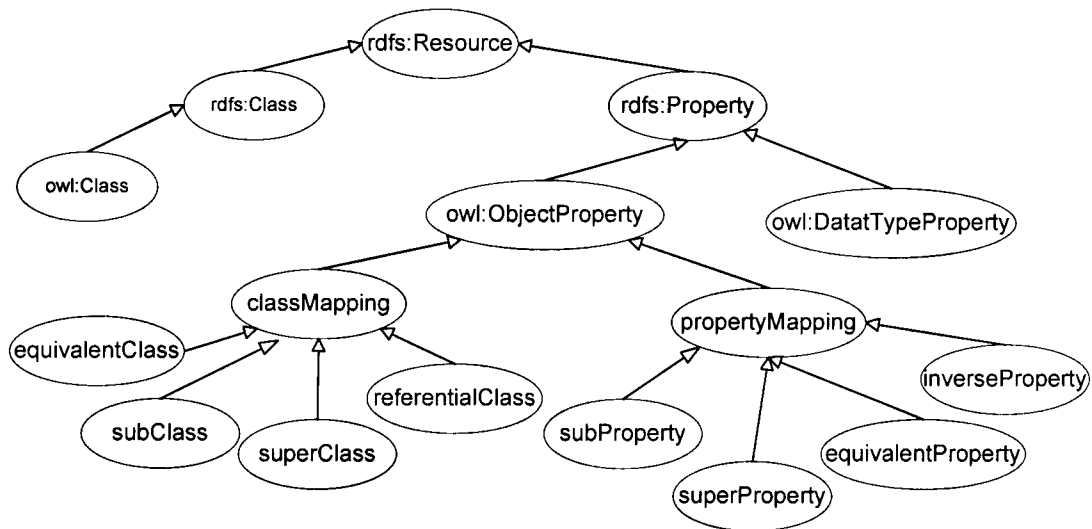 rdfs:Resource
rdfs:Class
rdfs:Property
owl:Class
owl:ObjectProperty
owl:DatatTypeProperty
classMapping
propertyMapping
equivalentClass
inverseProperty
referentialClass
subClass
subProperty
superClass
equivalentProperty
superProperty